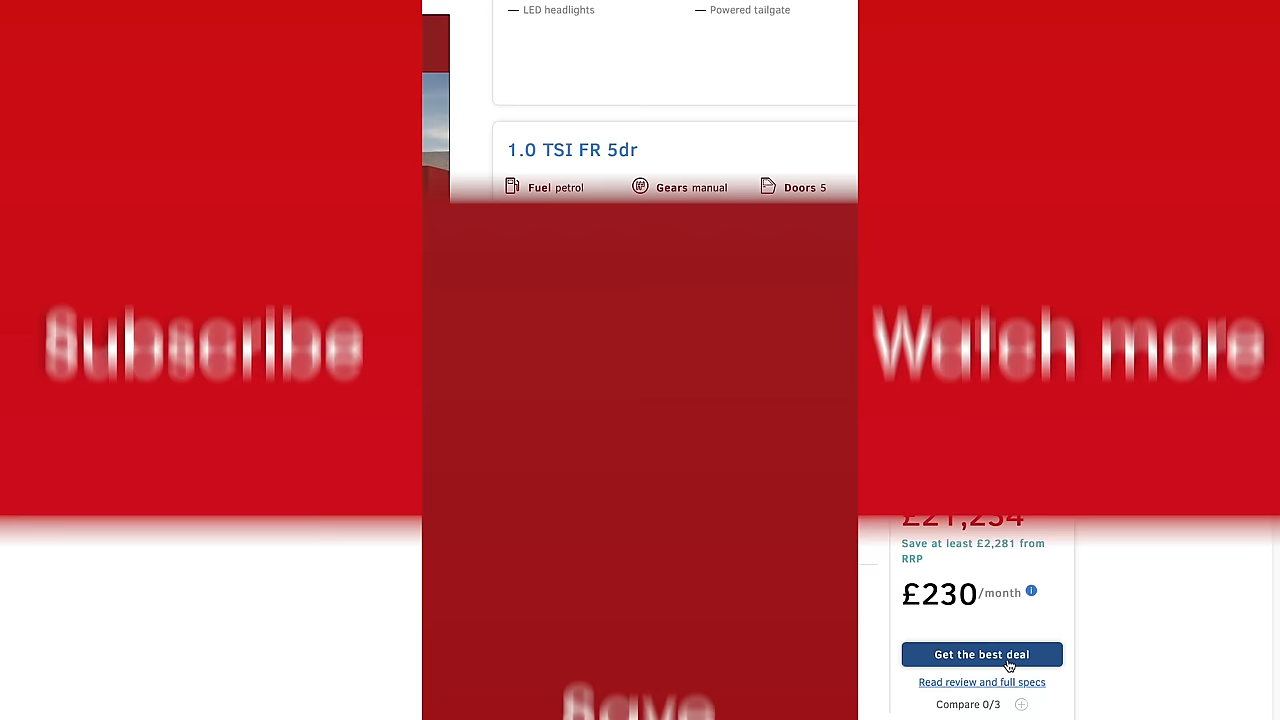 — LED headlights
— Powered tailgate
1.0 TSI FR 5dr
Fuel petrol
Gears manual
Doors 5
Subscribe
Watch more
£21,254
Save at least £2,281 from
RRP
£230/month
Get the best deal
Read review and full specs
Compare 0/3
Save